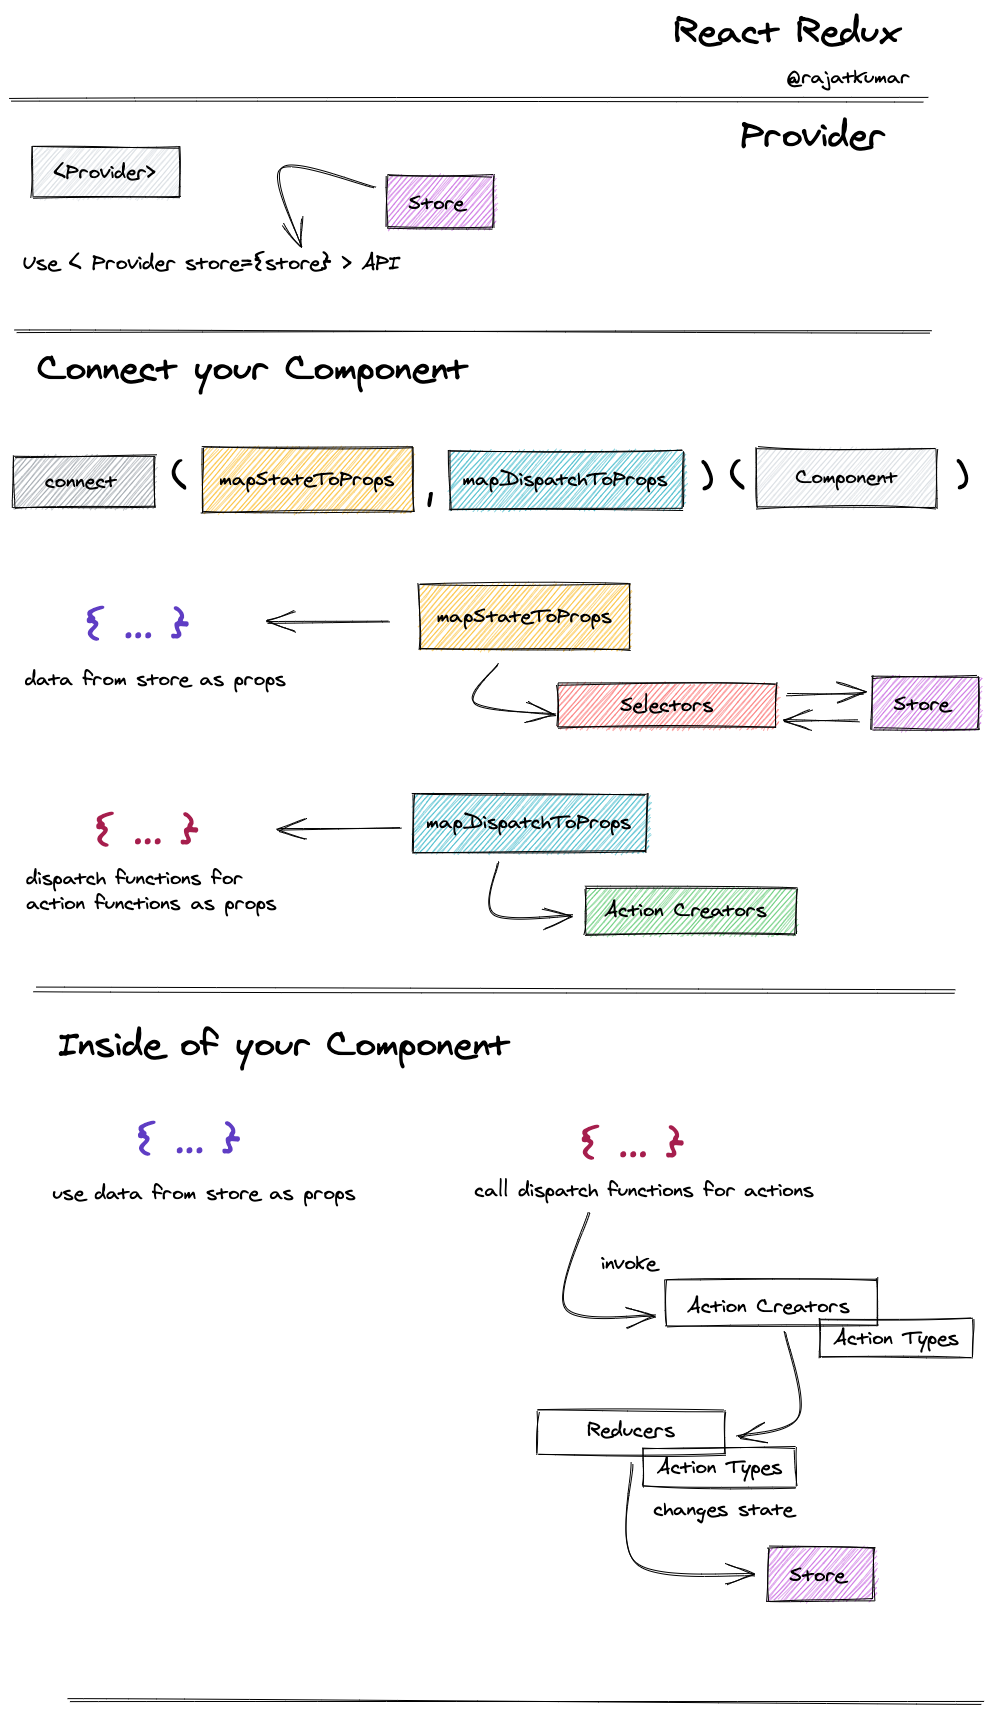 React Redux
@rajatkumar
Provider
<Provider>
Store
Use < Provider store={store} > API
Connect your Component
connect ( mapStateToProps , mapDispatchToProps ) ( Component )
{ ... }
mapStateToProps
data from store as props
Selectors
Store
{ ... }
mapDispatchToProps
dispatch functions for
action functions as props
Action Creators
Inside of your Component
{ ... }
use data from store as props
{ ... }
call dispatch functions for actions
invoke
Action Creators
Action Types
Reducers
Action Types
changes state
Store